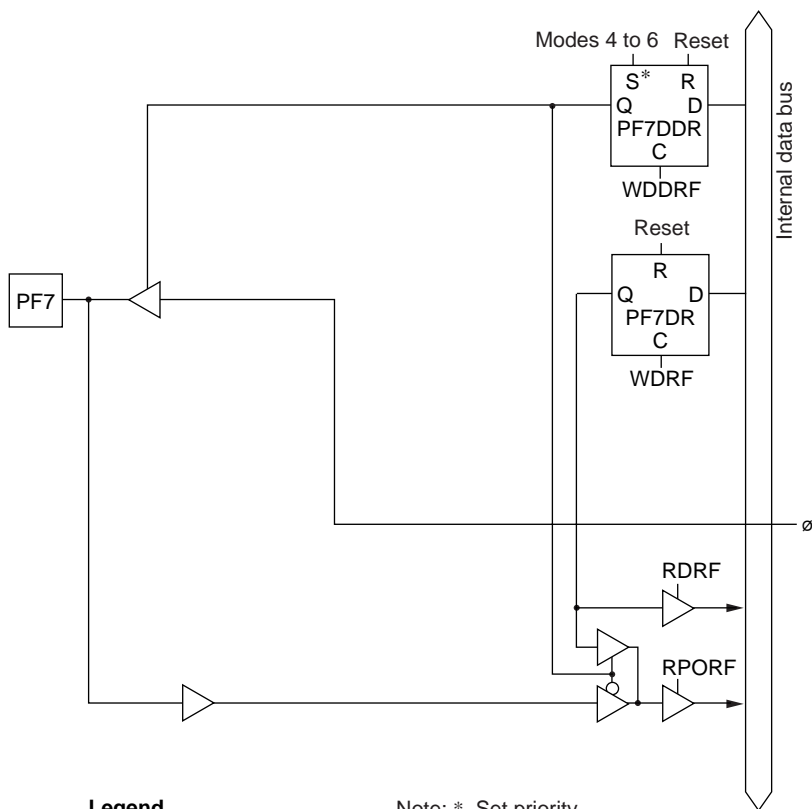 Modes 4 to 6 Reset
S* R
Q D
PF7DDR
C
WDDRF
Internal data bus
Reset
R
Q D
PF7DR
C
WDRF
PF7
ø
RDRF
RPORF
Legend Note: * Set priority